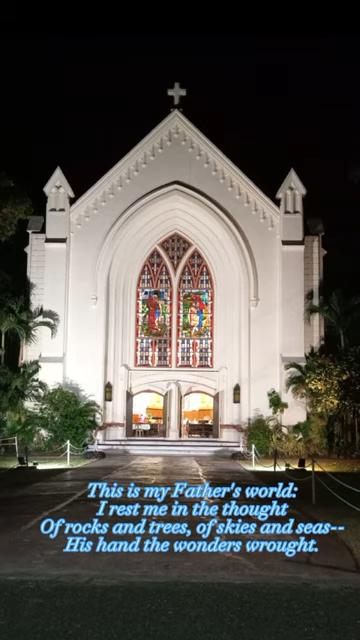 This is my Father's world:
I rest me in the thought
Of rocks and trees, of skies and seas--
His hand the wonders wrought.